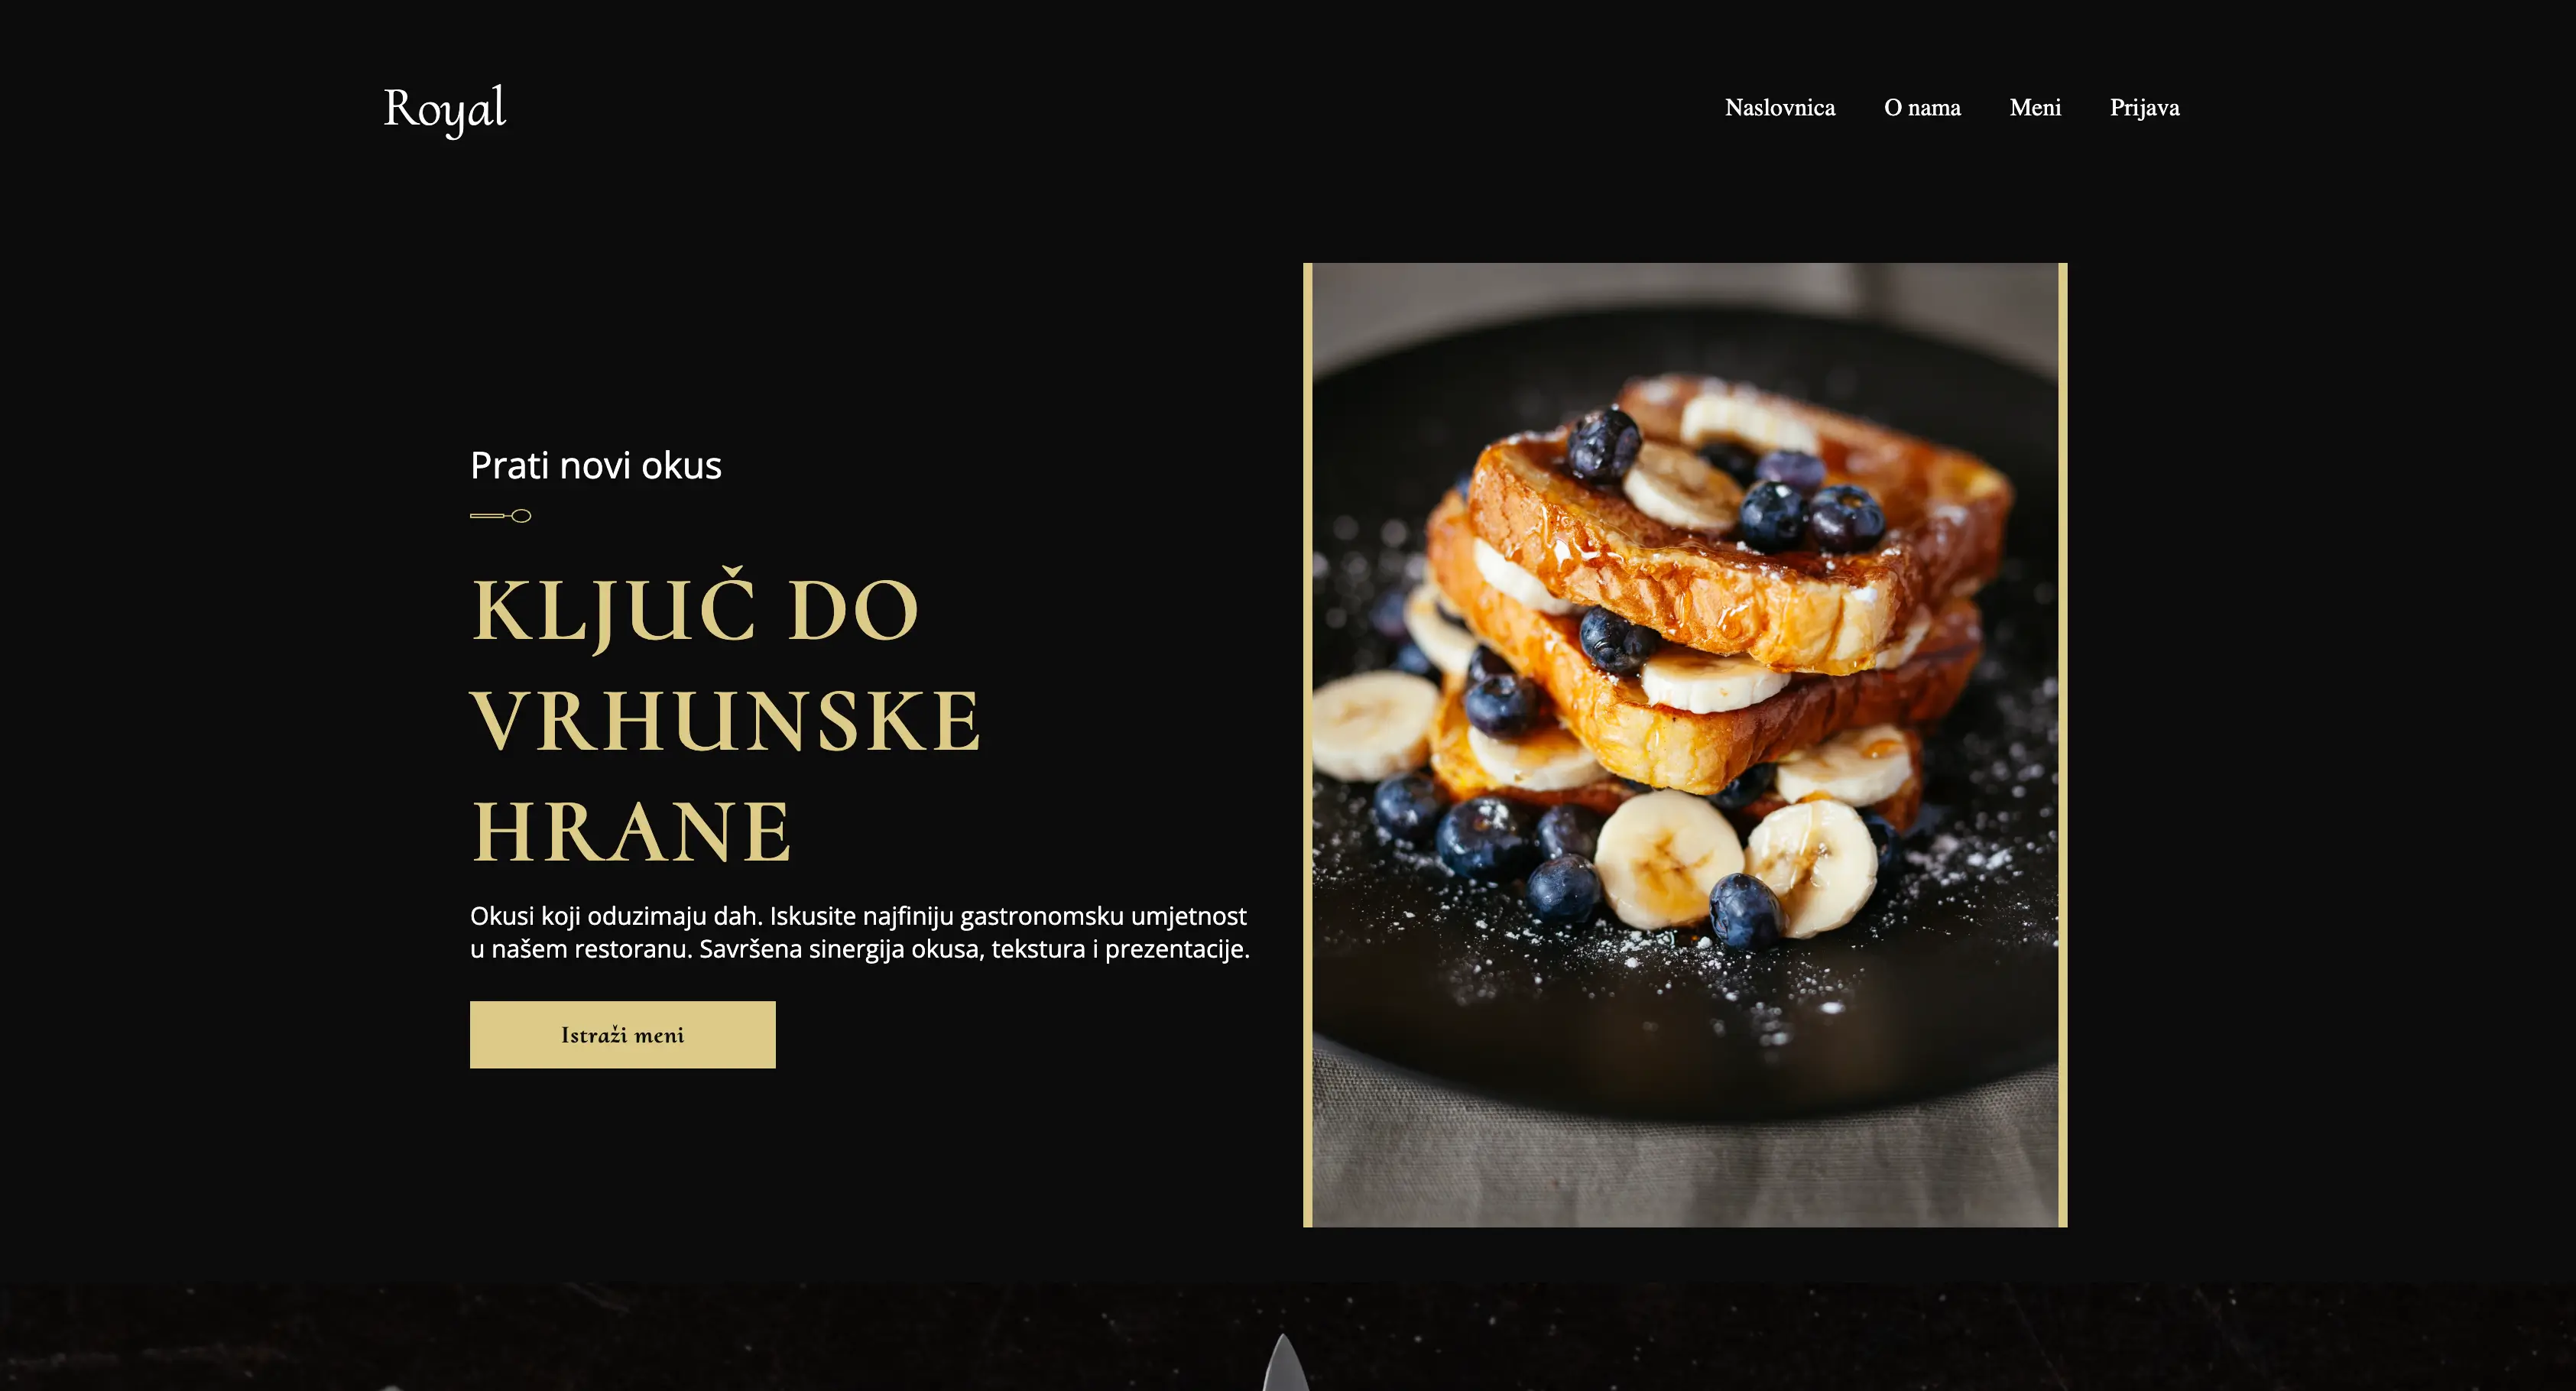 Royal
Naslovnica O nama Meni Prijava
Prati novi okus
KLJUČ DO
VRHUNSKE
HRANE
Okusi koji oduzimaju dah. Iskusite najfiniju gastronomsku umjetnost
u našem restoranu. Savršena sinergija okusa, tekstura i prezentacije.
Istraži meni